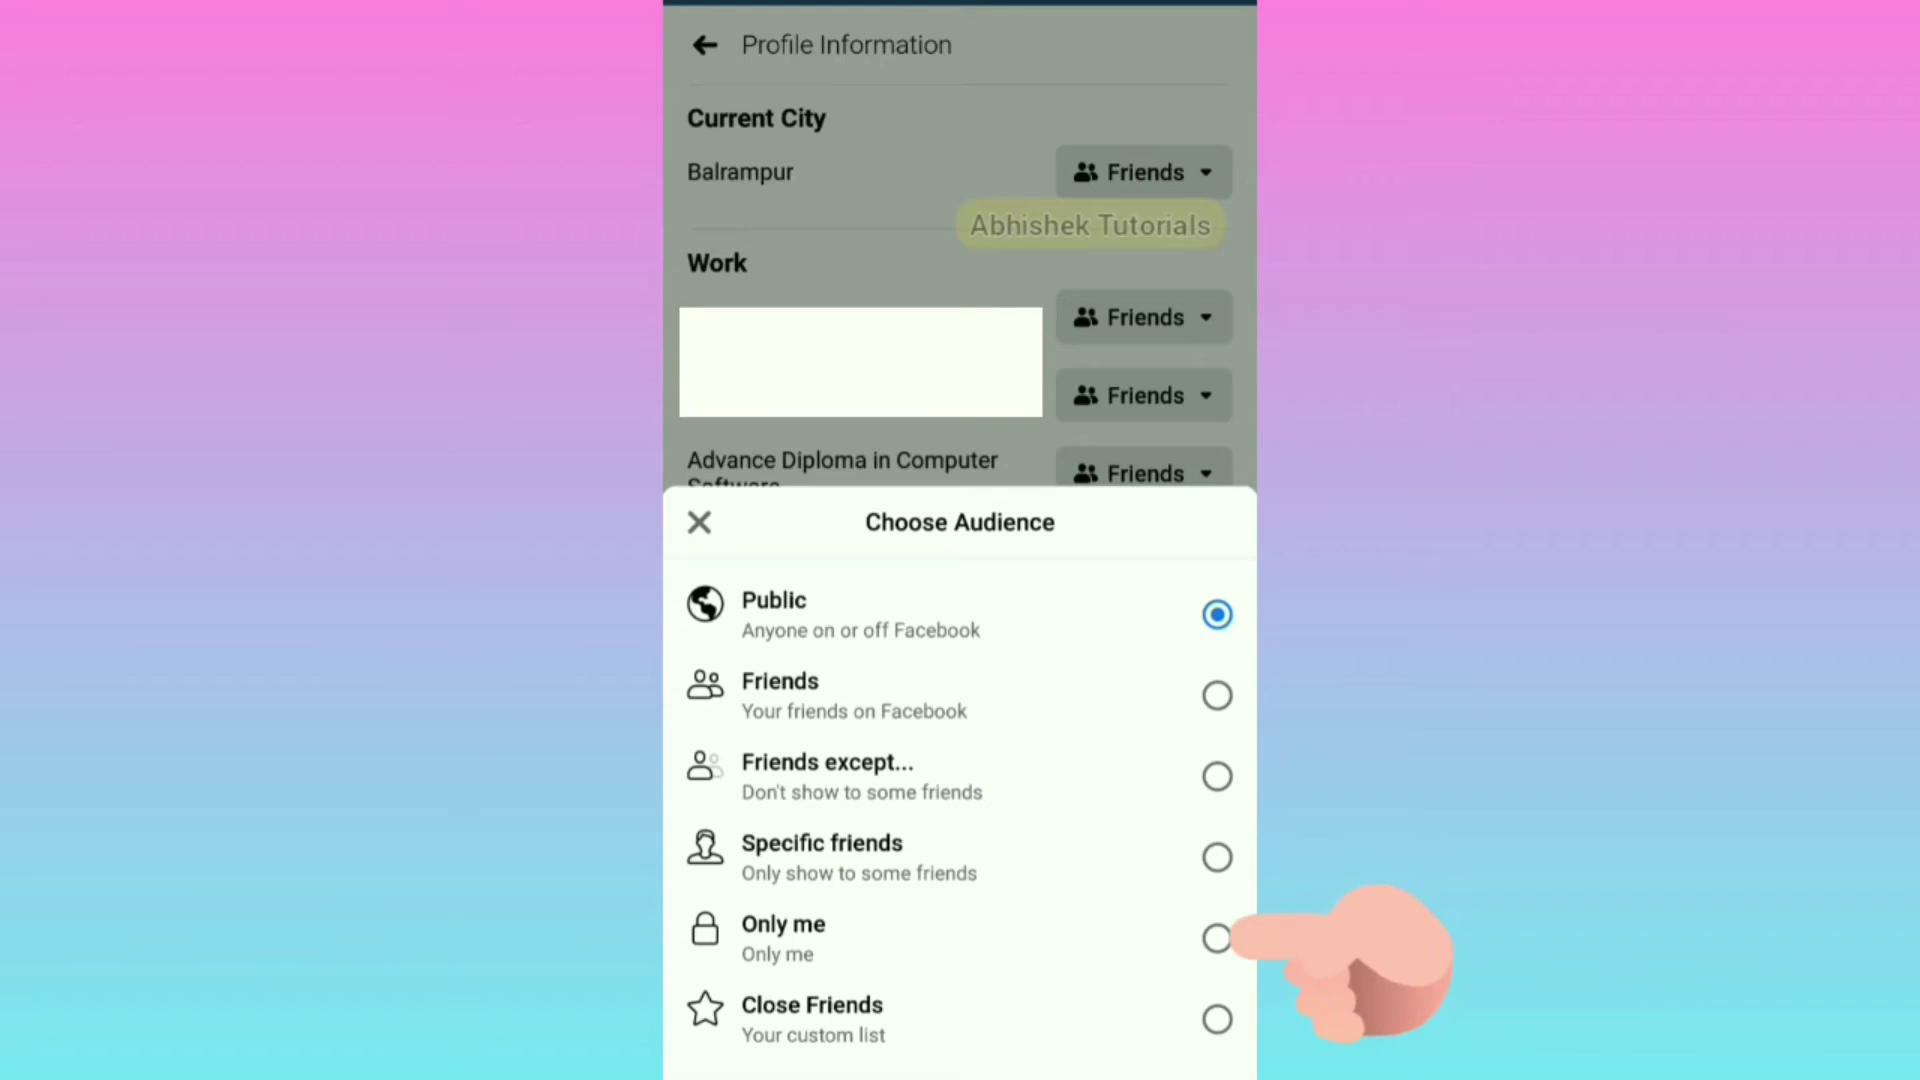 Profile Information
Current City
Balrampur
Friends
Abhishek Tutorials
Work
Friends
Friends
Advance Diploma in Computer
Software
Friends
Choose Audience
Public
Anyone on or off Facebook
Friends
Your friends on Facebook
Friends except...
Don't show to some friends
Specific friends
Only show to some friends
Only me
Only me
Close Friends
Your custom list